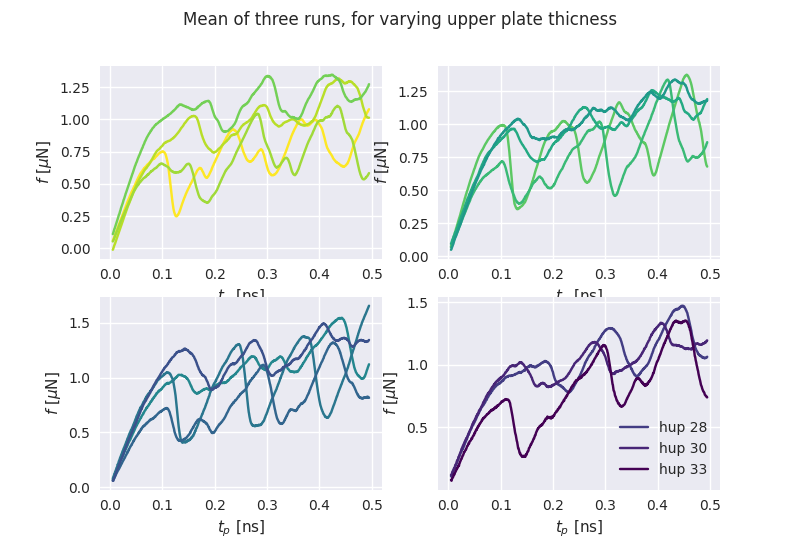 Mean of three runs, for varying upper plate thicness
f [μN]
1.25
1.00
0.75
0.50
0.25
0.00
0.0 0.1 0.2 0.3 0.4 0.5
t [ns]
f [μN]
1.25
1.00
0.75
0.50
0.25
0.00
0.0 0.1 0.2 0.3 0.4 0.5
t [ns]
f [μN]
1.5
1.0
0.5
0.0
0.0 0.1 0.2 0.3 0.4 0.5
t_p [ns]
f [μN]
1.5
1.0
0.5
hup 28
hup 30
hup 33
0.0 0.1 0.2 0.3 0.4 0.5
t_p [ns]